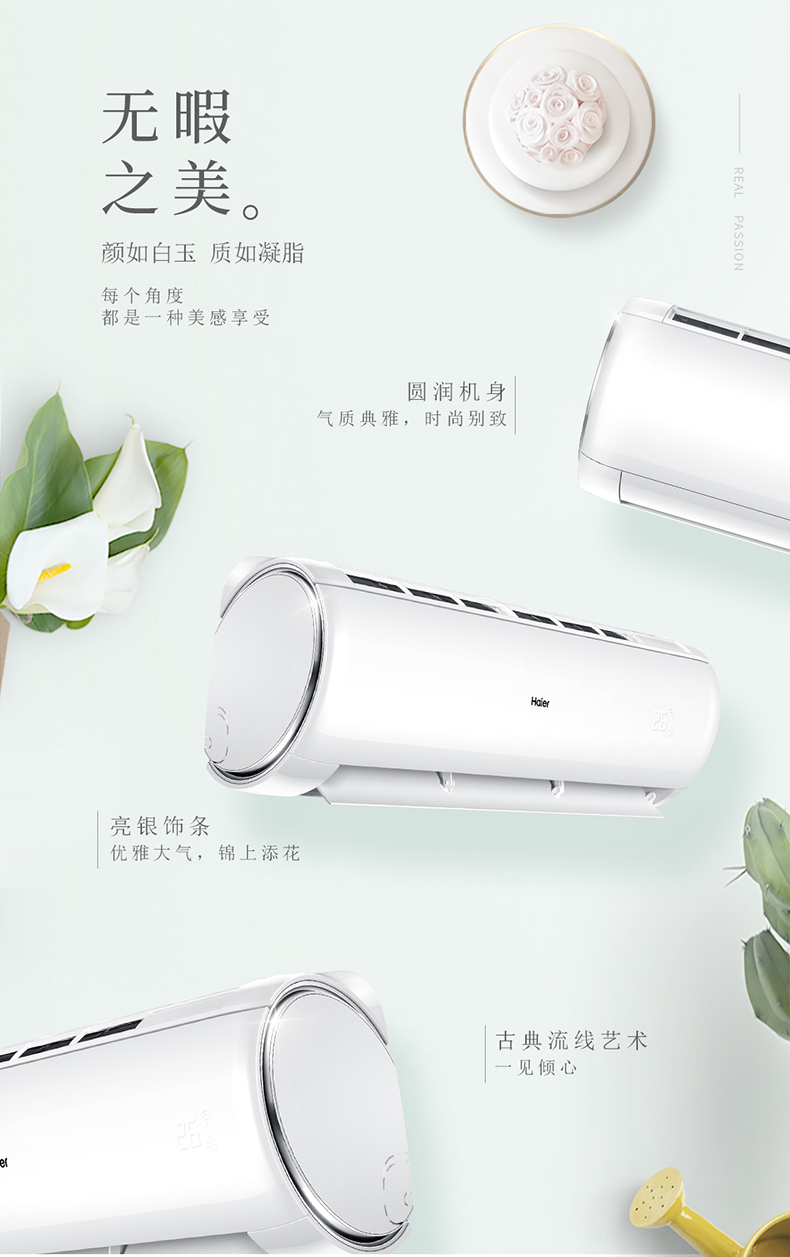 无暇
之美。
颜如白玉 质如凝脂
每个角度
都是一种美感享受
REAL PASSION
圆润机身
气质典雅，时尚别致
Haier
26
亮银饰条
优雅大气，锦上添花
古典流线艺术
一见倾心
26
er